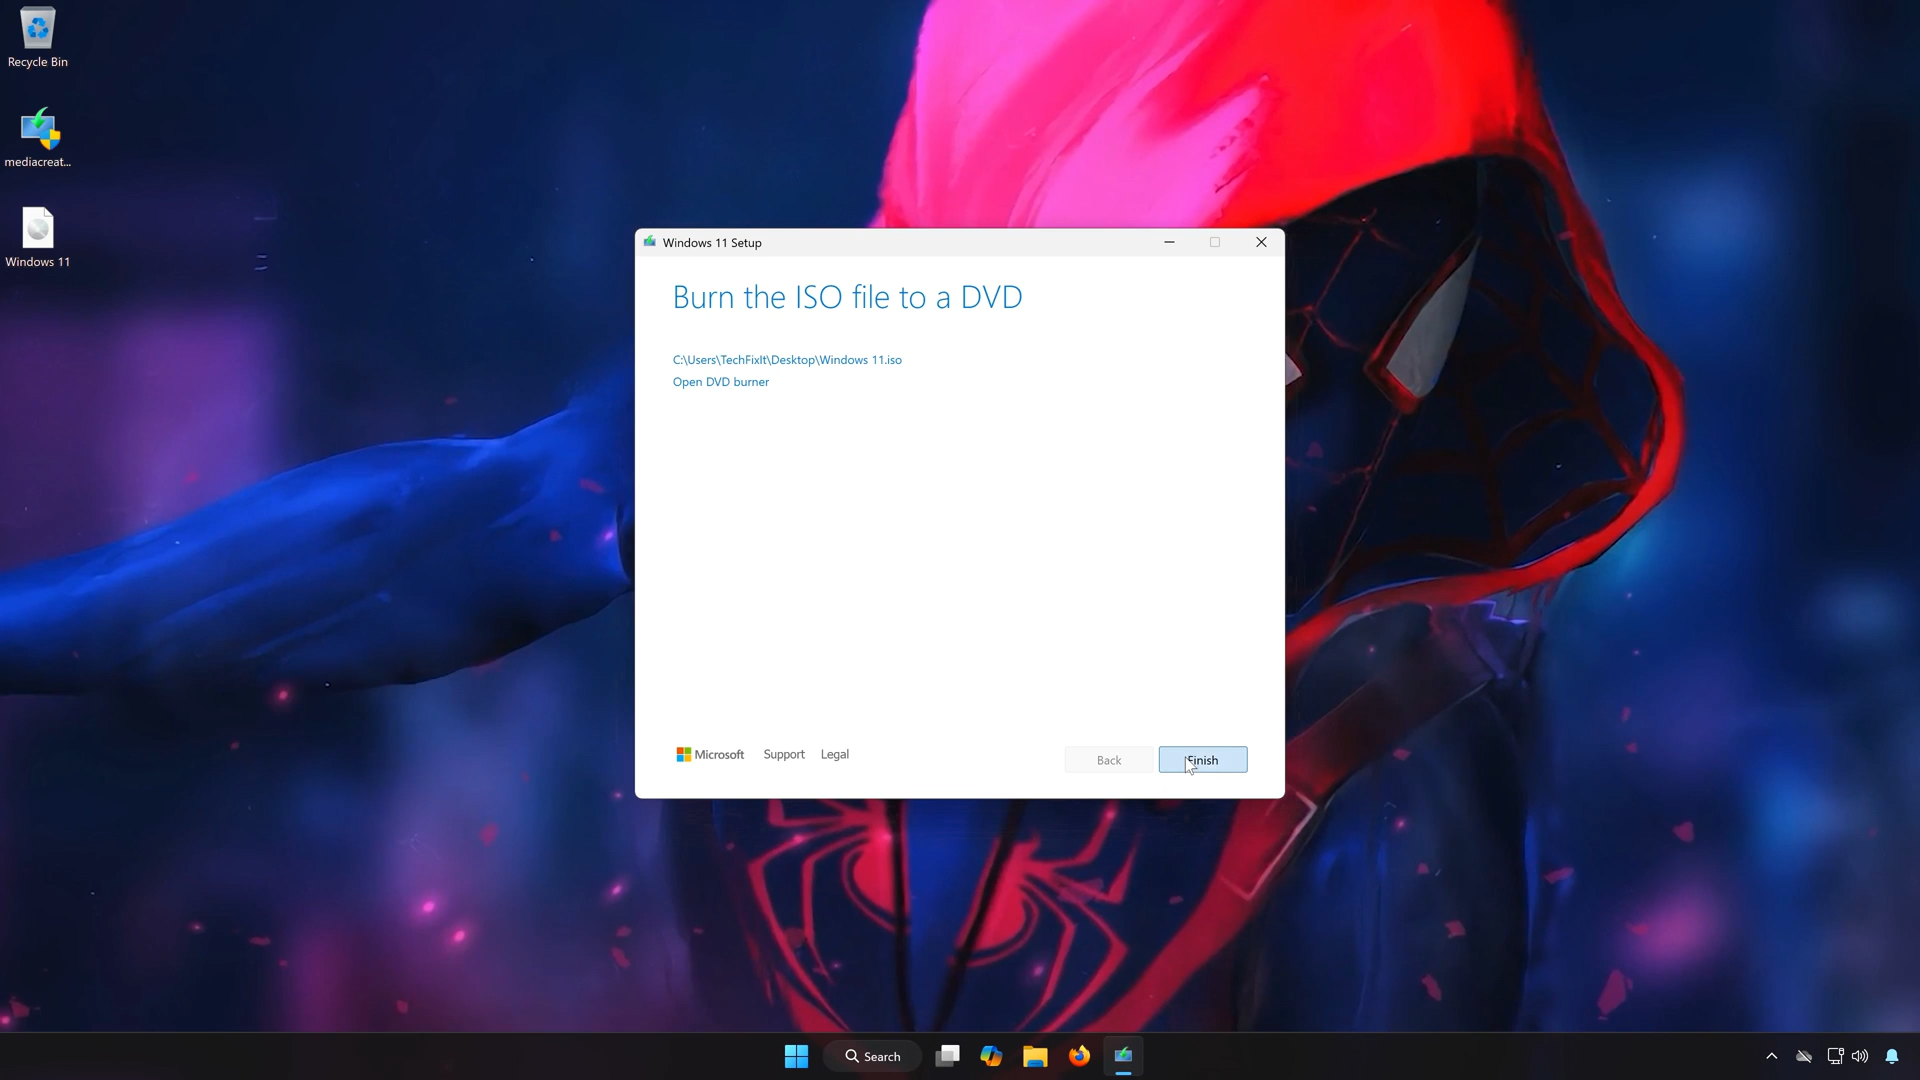 Recycle Bin
mediacreat...
Windows 11
Windows 11 Setup
Burn the ISO file to a DVD
C:\Users\TechFixIt\Desktop\Windows 11.iso
Open DVD burner
Microsoft Support Legal
Back Finish
Search